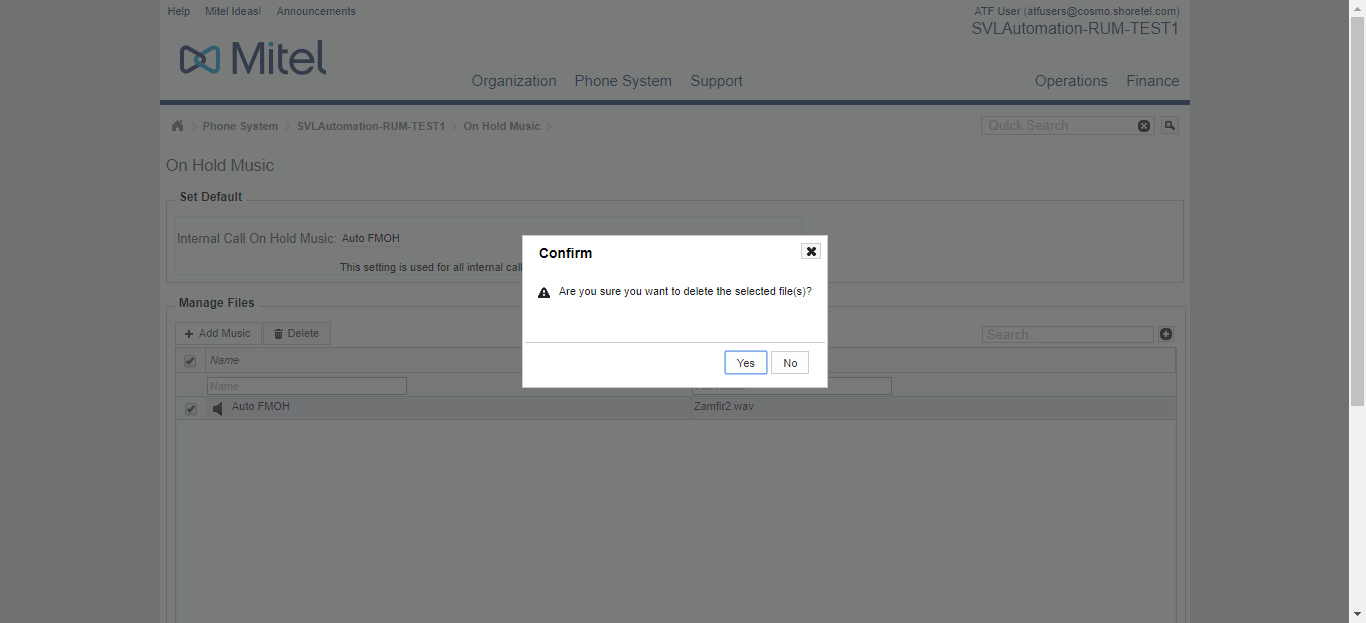 Help Mitel Ideas! Announcements
ATF User (atfusers@cosmo.shoretel.com)
SVLAutomation-RUM-TEST1
Mitel
Organization Phone System Support Operations Finance
Phone System SVLAutomation-RUM-TEST1 On Hold Music
Quick Search
On Hold Music
Set Default
Internal Call On Hold Music: Auto FMOH
This setting is used for all internal call
Confirm
Are you sure you want to delete the selected file(s)?
Yes No
Manage Files
Add Music Delete
Search...
Name
Name
Auto FMOH Zamfir2.wav